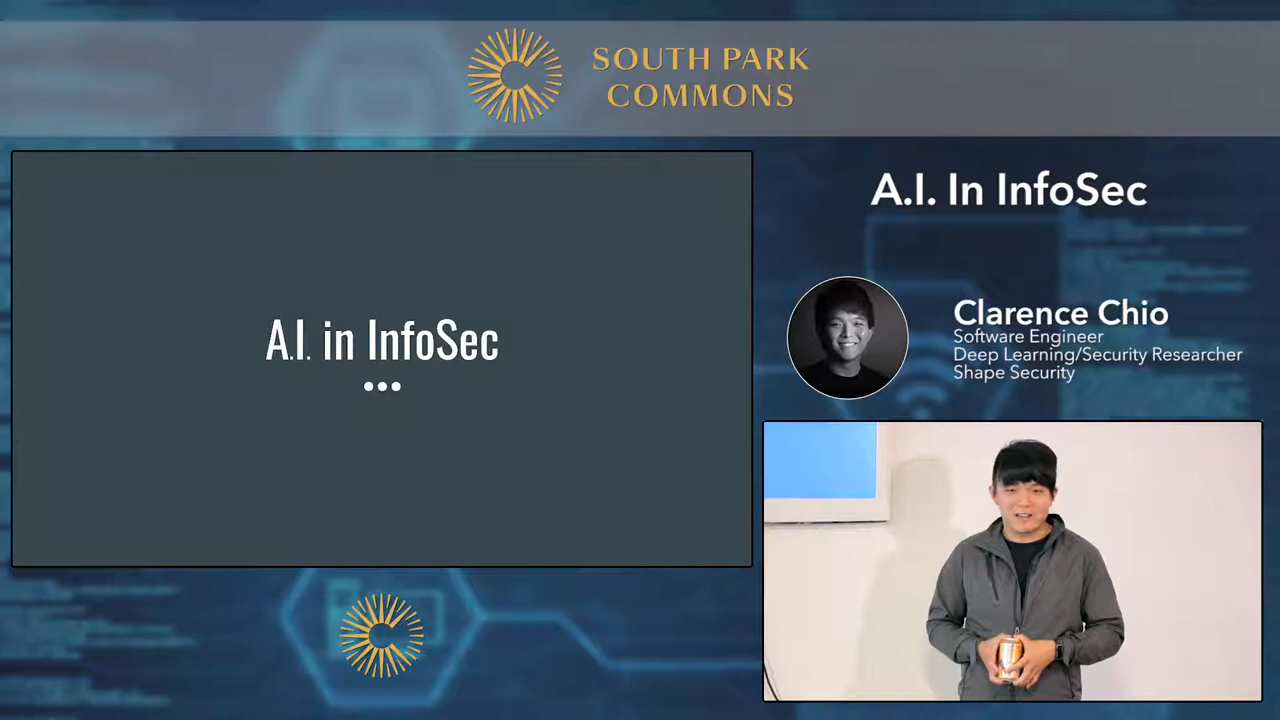 SOUTH PARK
COMMONS
A.I. in InfoSec
A.I. In InfoSec
Clarence Chio
Software Engineer
Deep Learning/Security Researcher
Shape Security